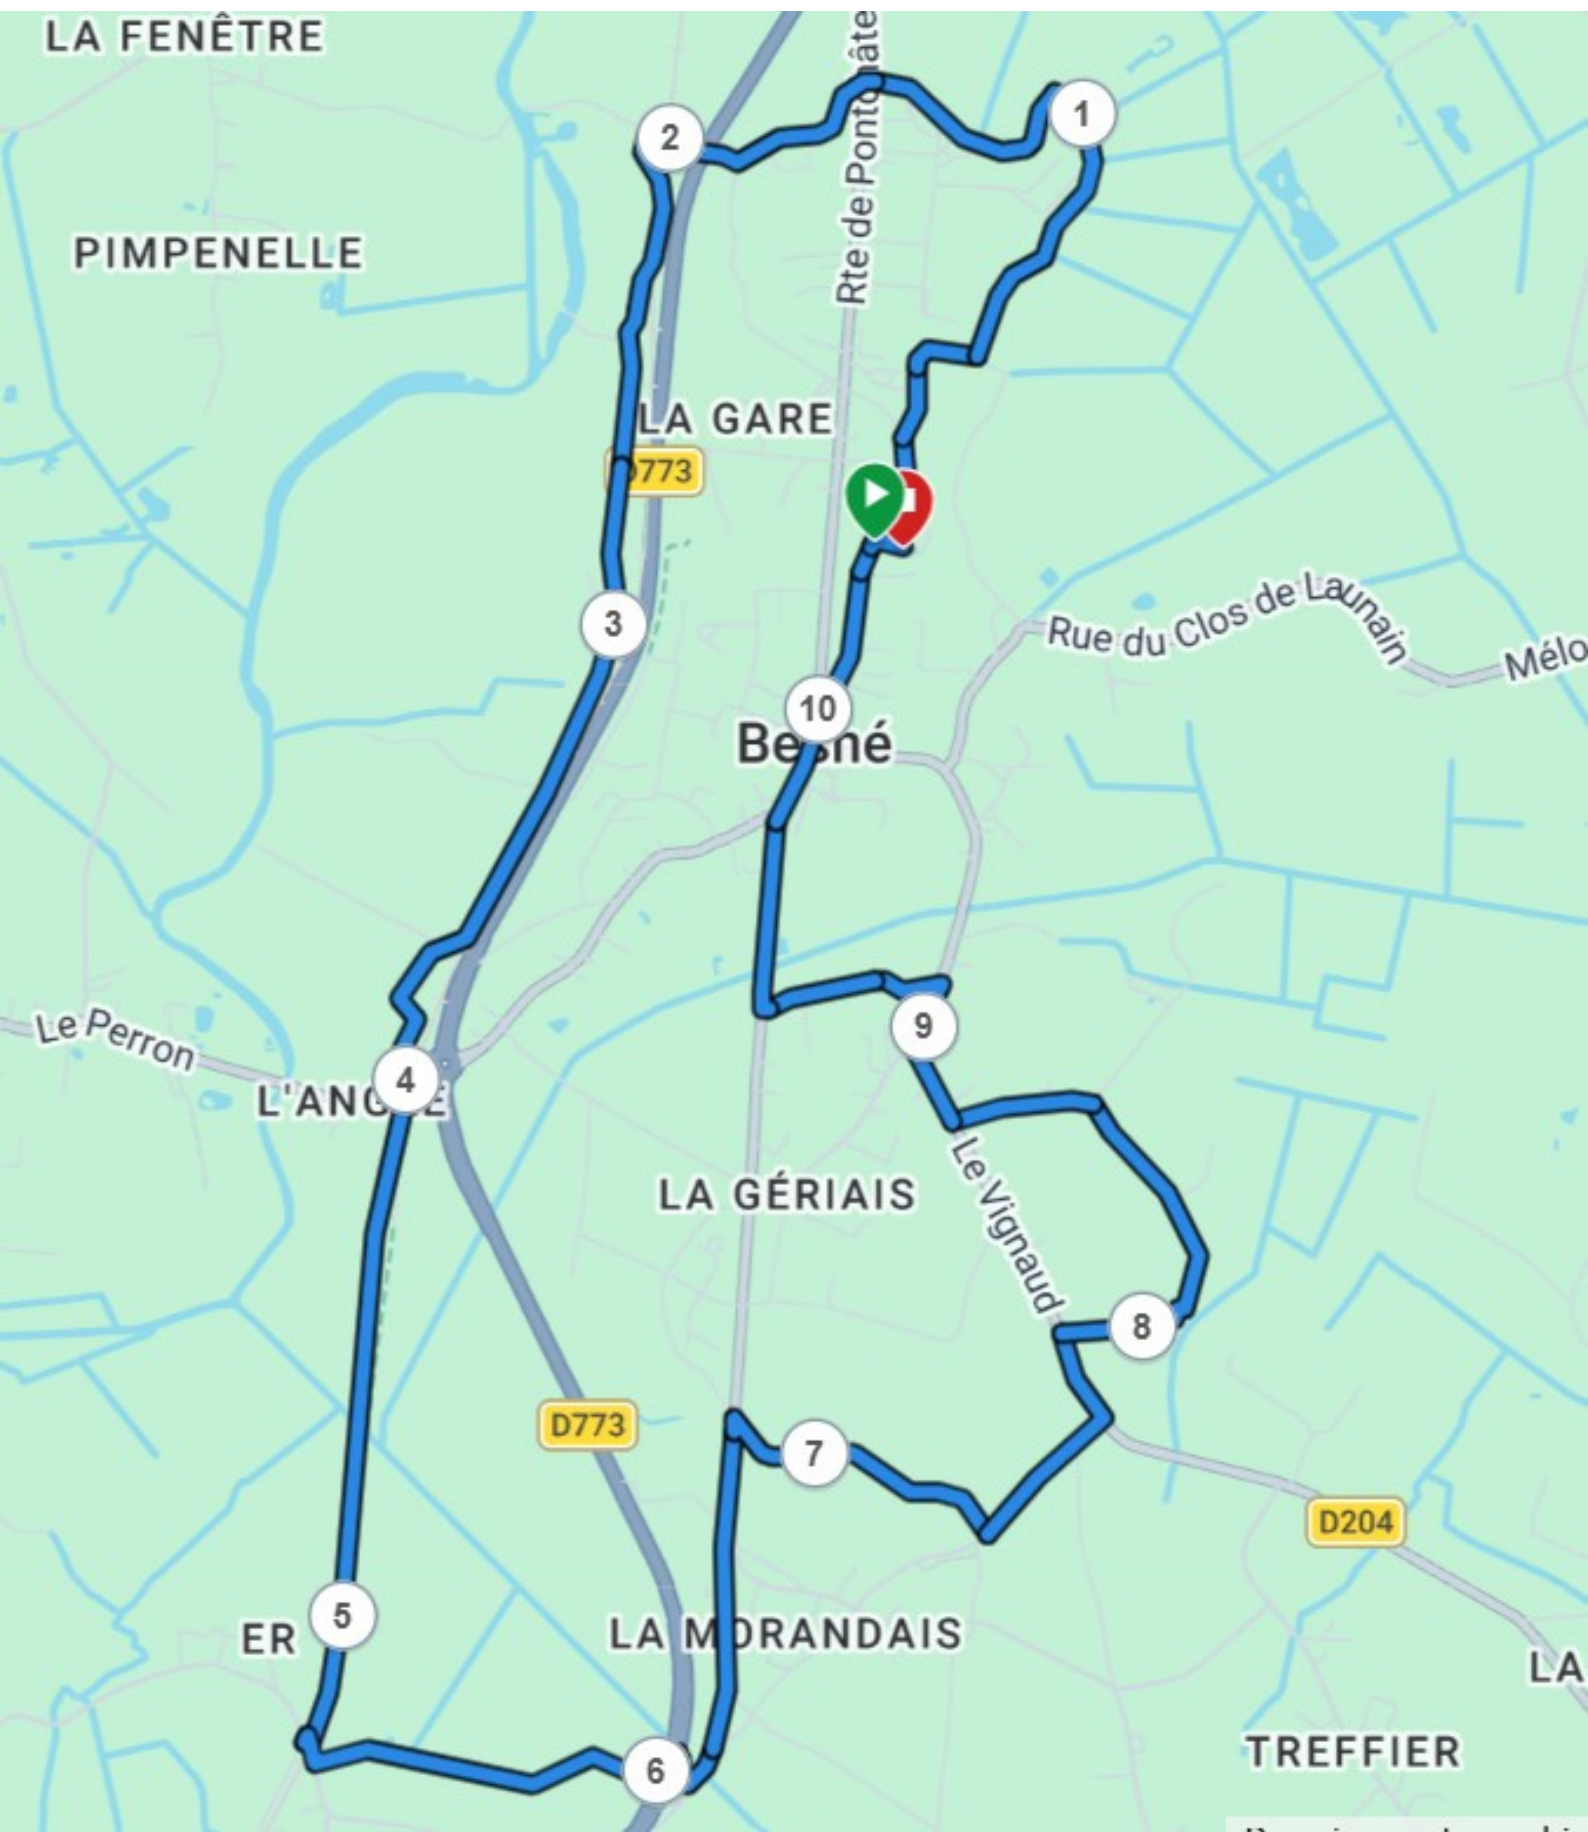 LA FENÊTRE
1
2
Rte de Pontchâte
PIMPENELLE
LA GARE
D773
3
Rue du Clos de Launain
Mélo
10
Besné
Le Perron
9
4
L'ANGLE
Le Vignaud
LA GÉRIAIS
8
D773
7
D204
5
ER
LA MORANDAIS
LA
6
TREFFIER